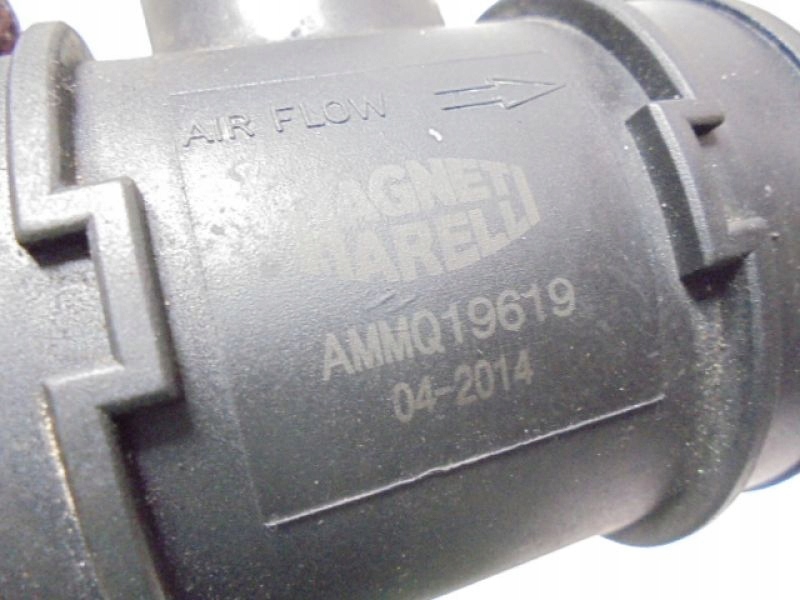 AIR FLOW
MAGNETI
MARELLI
AMMQ19619
04-2014